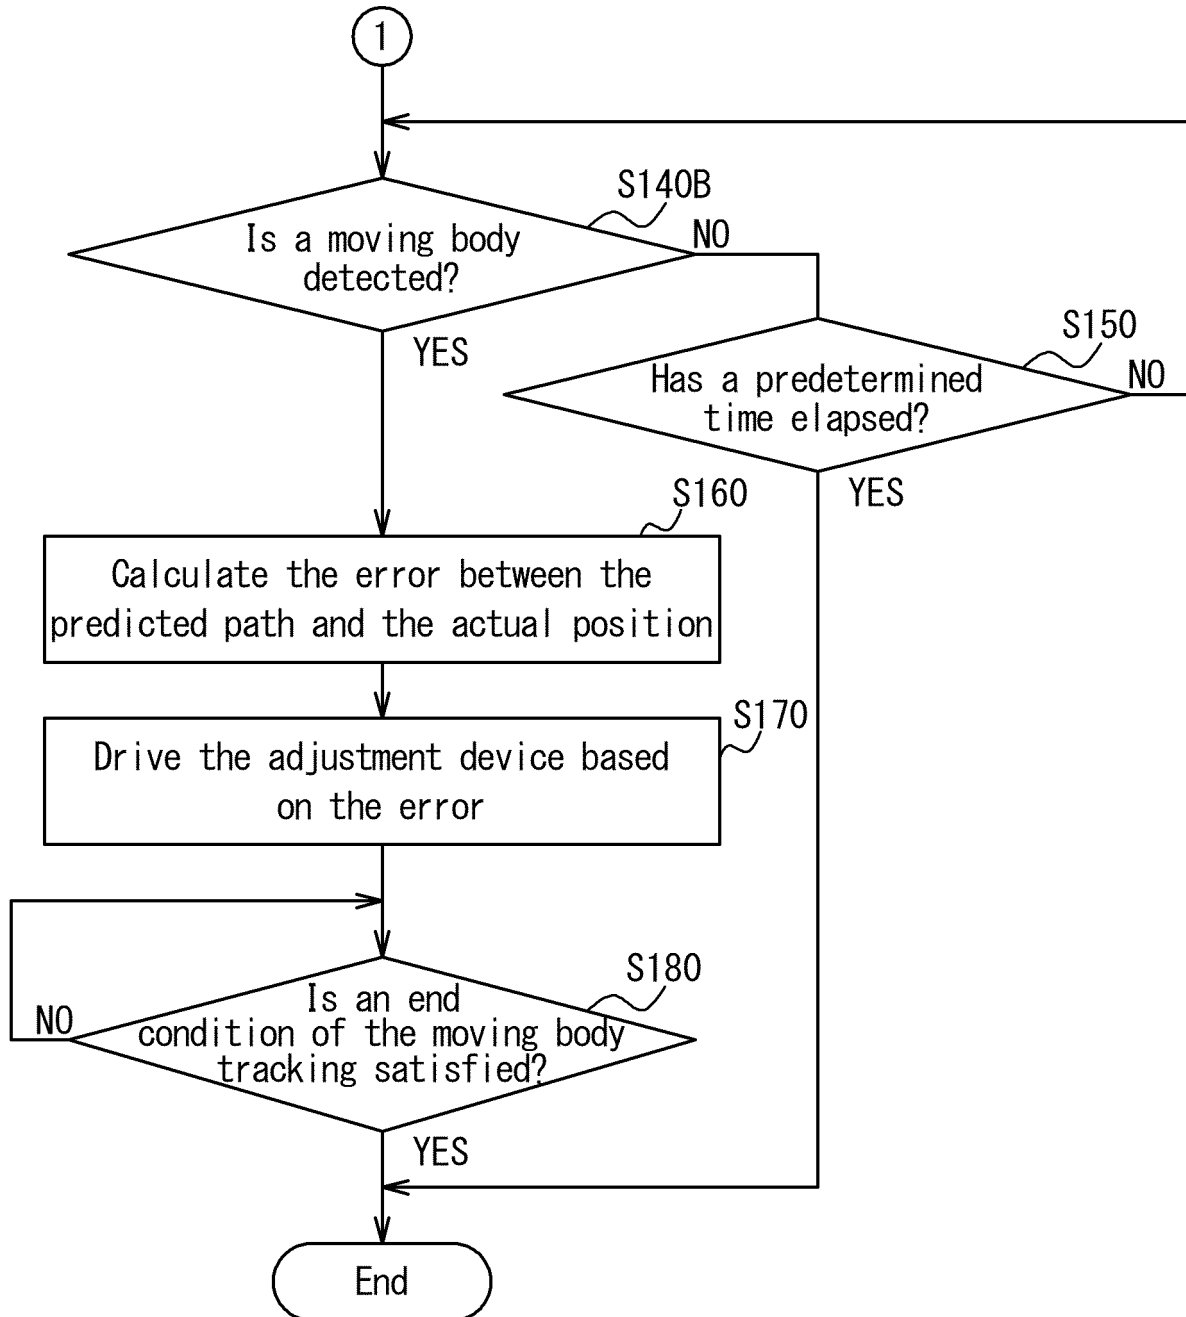 1
S140B
Is a moving body
detected?
NO
YES
S150
Has a predetermined
time elapsed?
NO
YES
S160
Calculate the error between the
predicted path and the actual position
S170
Drive the adjustment device based
on the error
S180
Is an end
condition of the moving body
tracking satisfied?
NO
YES
End